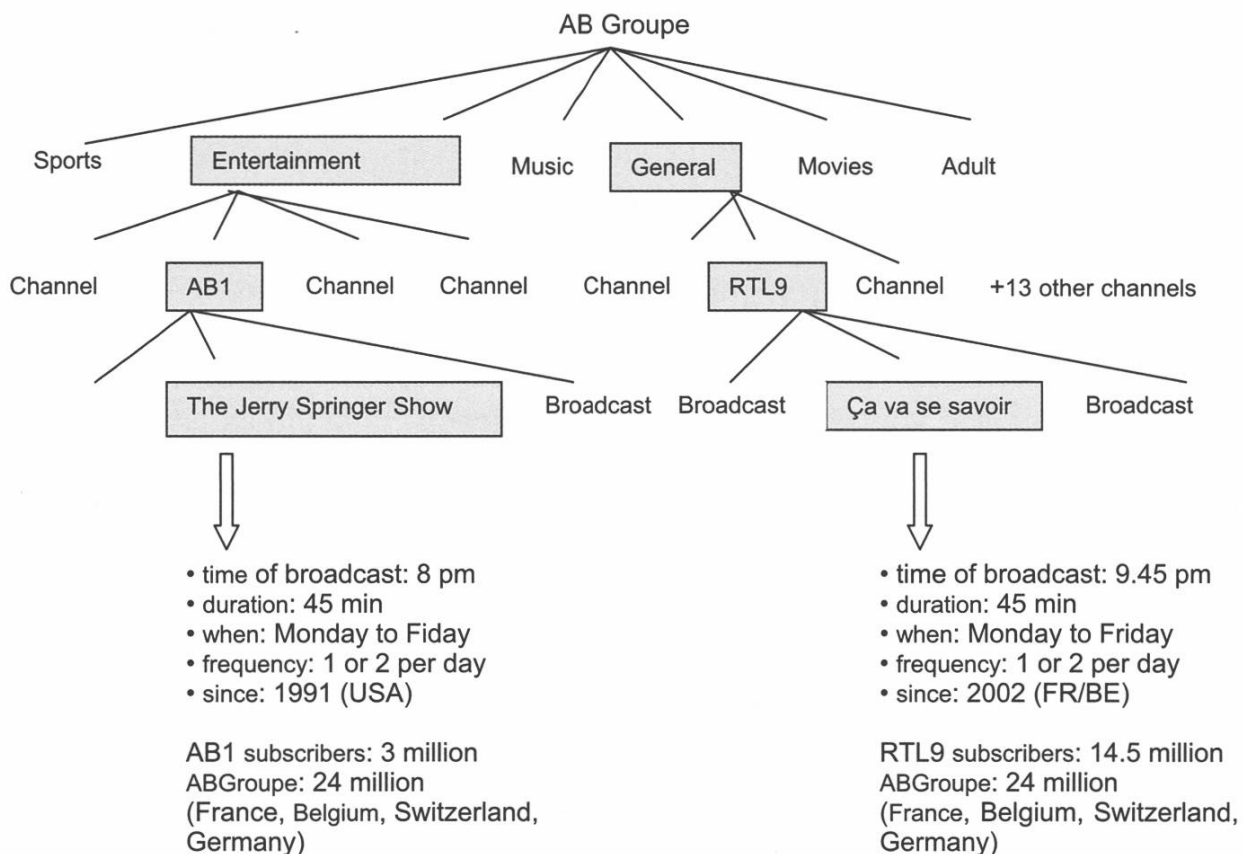 AB Groupe
Sports
Entertainment
Music
General
Movies
Adult
Channel
AB1
Channel
Channel
Channel
RTL9
Channel
+13 other channels
The Jerry Springer Show
Broadcast
Broadcast
Ça va se savoir
Broadcast
• time of broadcast: 8 pm
• duration: 45 min
• when: Monday to Fiday
• frequency: 1 or 2 per day
• since: 1991 (USA)
AB1 subscribers: 3 million
ABGroupe: 24 million
(France, Belgium, Switzerland,
Germany)
• time of broadcast: 9.45 pm
• duration: 45 min
• when: Monday to Friday
• frequency: 1 or 2 per day
• since: 2002 (FR/BE)
RTL9 subscribers: 14.5 million
ABGroupe: 24 million
(France, Belgium, Switzerland,
Germany)